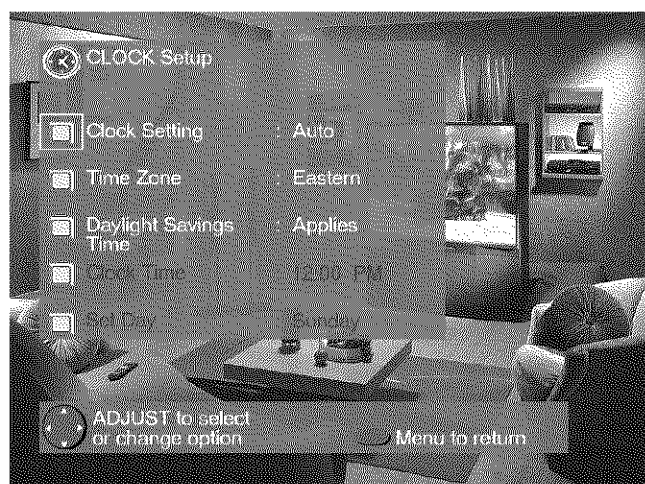 CLOCK Setup
Clock Setting : Auto
Time Zone : Eastern
Daylight Savings : Applies
Time
Clock Time 12:00 PM
Set Day Sunday
ADJUST to select
or change option
Menu to return